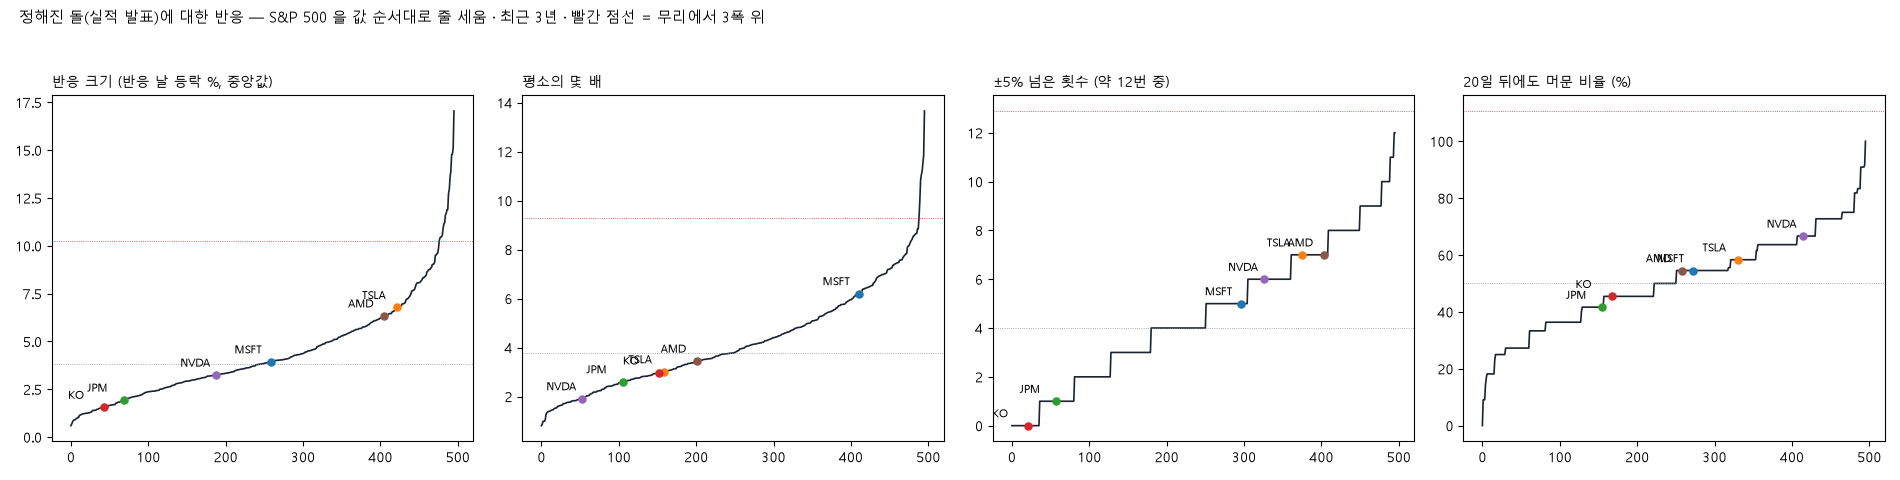 정해진 돌(실적 발표)에 대한 반응 — S&P 500 을 값 순서대로 줄 세움 · 최근 3년 · 빨간 점선 = 무리에서 3폭 위
반응 크기 (반응 날 등락 %, 중앙값)
17.5
15.0
12.5
10.0
7.5
5.0
2.5
0.0
TSLA
AMD
MSFT
NVDA
JPM
KO
0 100 200 300 400 500
평소의 몇 배
14
12
10
8
6
4
2
MSFT
AMD
TSLA
KO
JPM
NVDA
0 100 200 300 400 500
±5% 넘은 횟수 (약 12번 중)
12
10
8
6
4
2
0
TSLA AMD
NVDA
MSFT
JPM
KO
0 100 200 300 400 500
20일 뒤에도 머문 비율 (%)
100
80
60
40
20
0
NVDA
TSLA
AMD MSFT
KO
JPM
0 100 200 300 400 500